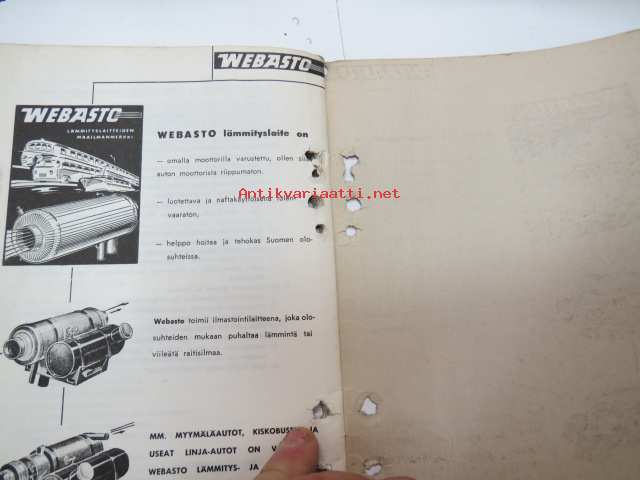 WEBASTO
WEBASTO
LÄMMITYSLAITTEIDEN
MAAILMANMERKKI
WEBASTO lämmityslaite on
— omalla moottorilla varustettu, ollen
auton moottorista riippumaton.
Antikvariaatti.net
— luotettava ja naftakäyttöisenä
vaaraton,
— helppo hoitaa ja tehokas Suomen olo-
suhteissa.
Webasto toimii ilmastointilaitteena, joka olo-
suhteiden mukaan puhaltaa lämmintä tai
viileätä raitisilmaa.
MM. MYYMÄLÄAUTOT, JA
USEAT LINJA-AUTOT ON
WEBASTO LÄMMITYS- JA